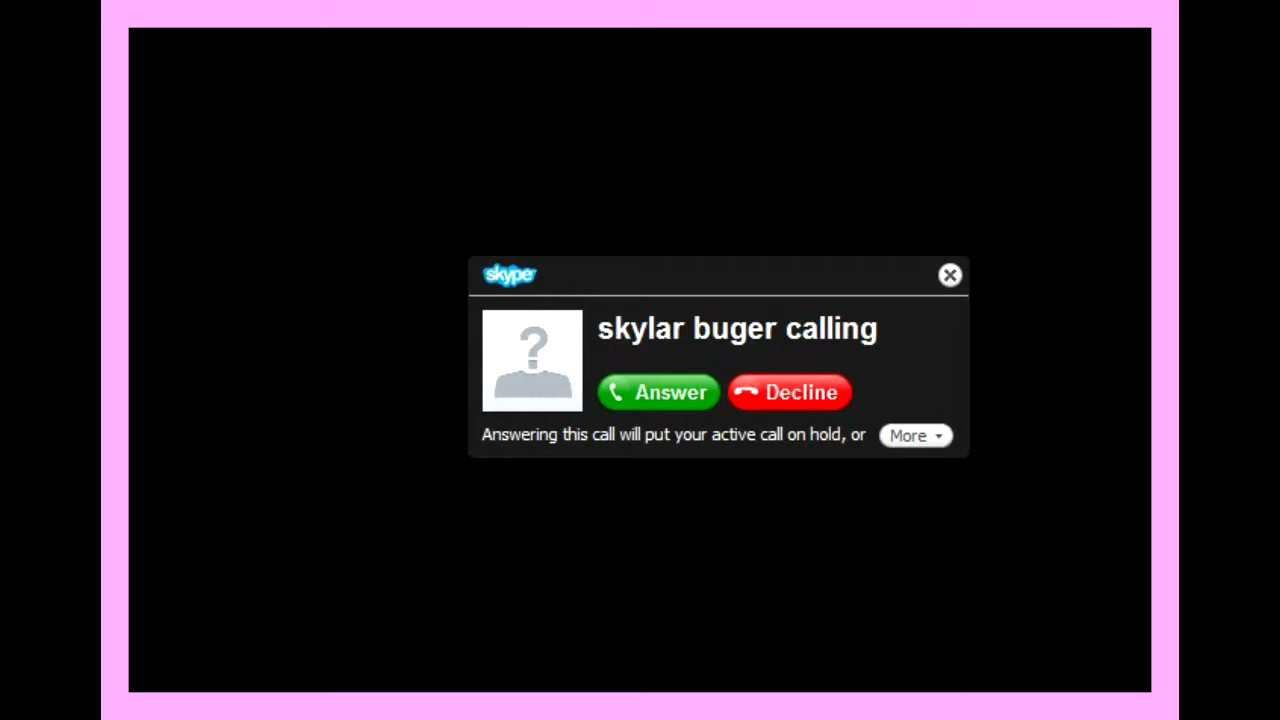 skype
skylar buger calling
Answer Decline
Answering this call will put your active call on hold, or More